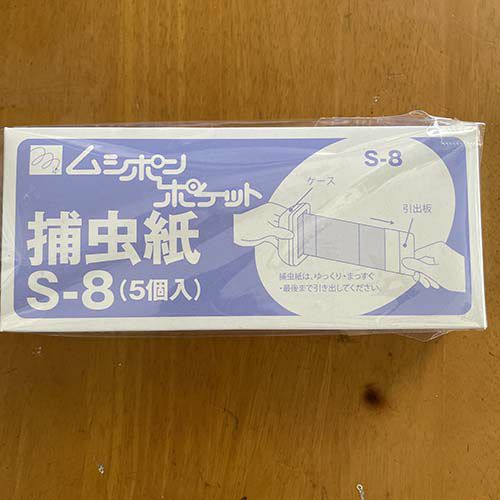 ムシポン
ポケット
捕虫紙
S-8(5個入)
S-8
ケース
引出板
捕虫紙は、ゆっくり・まっすぐ
・最後まで引き出してください。